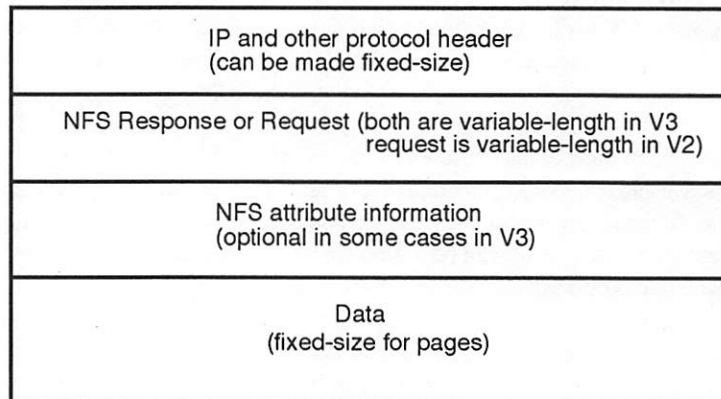 IP and other protocol header
(can be made fixed-size)
NFS Response or Request (both are variable-length in V3
request is variable-length in V2)
NFS attribute information
(optional in some cases in V3)
Data
(fixed-size for pages)